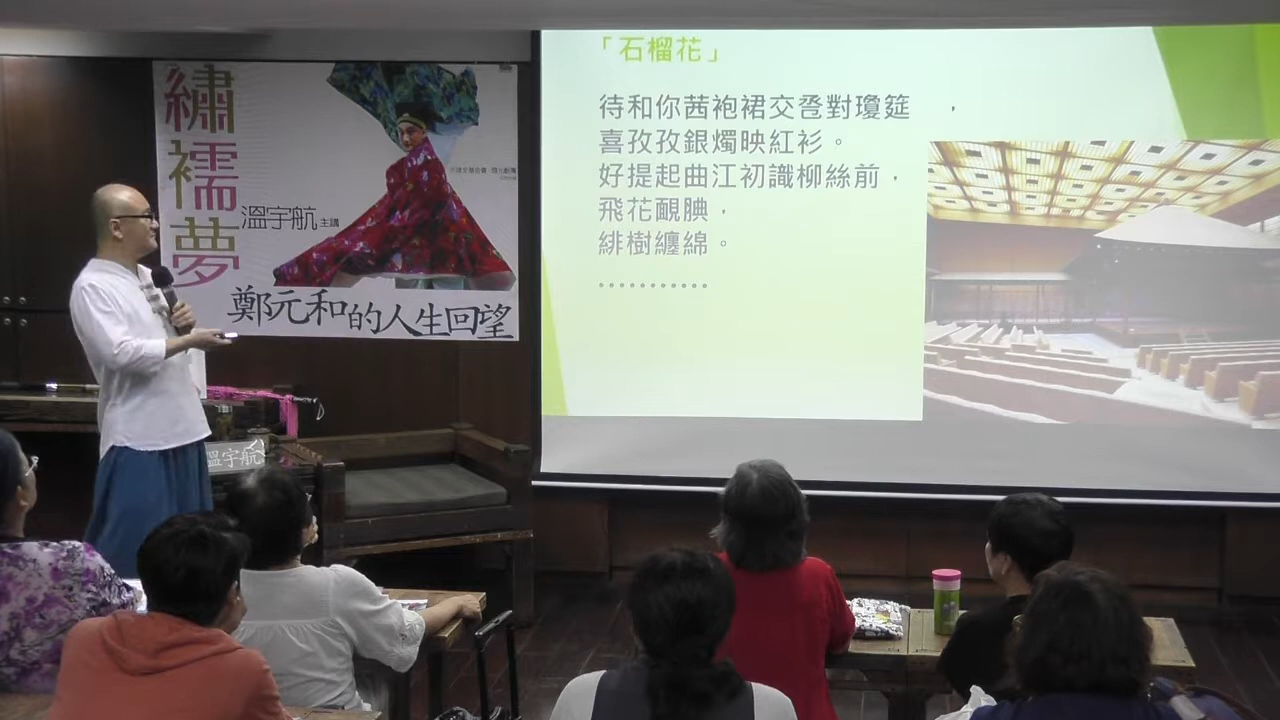 繡襦夢
溫宇航 主講
鄭元和的人生回望
溫宇航
「石榴花」
待和你茜袍裙交卺對瓊筵　，
喜孜孜銀燭映紅衫。
好提起曲江初識柳絲前，
飛花靦腆，
緋樹纏綿。
...........